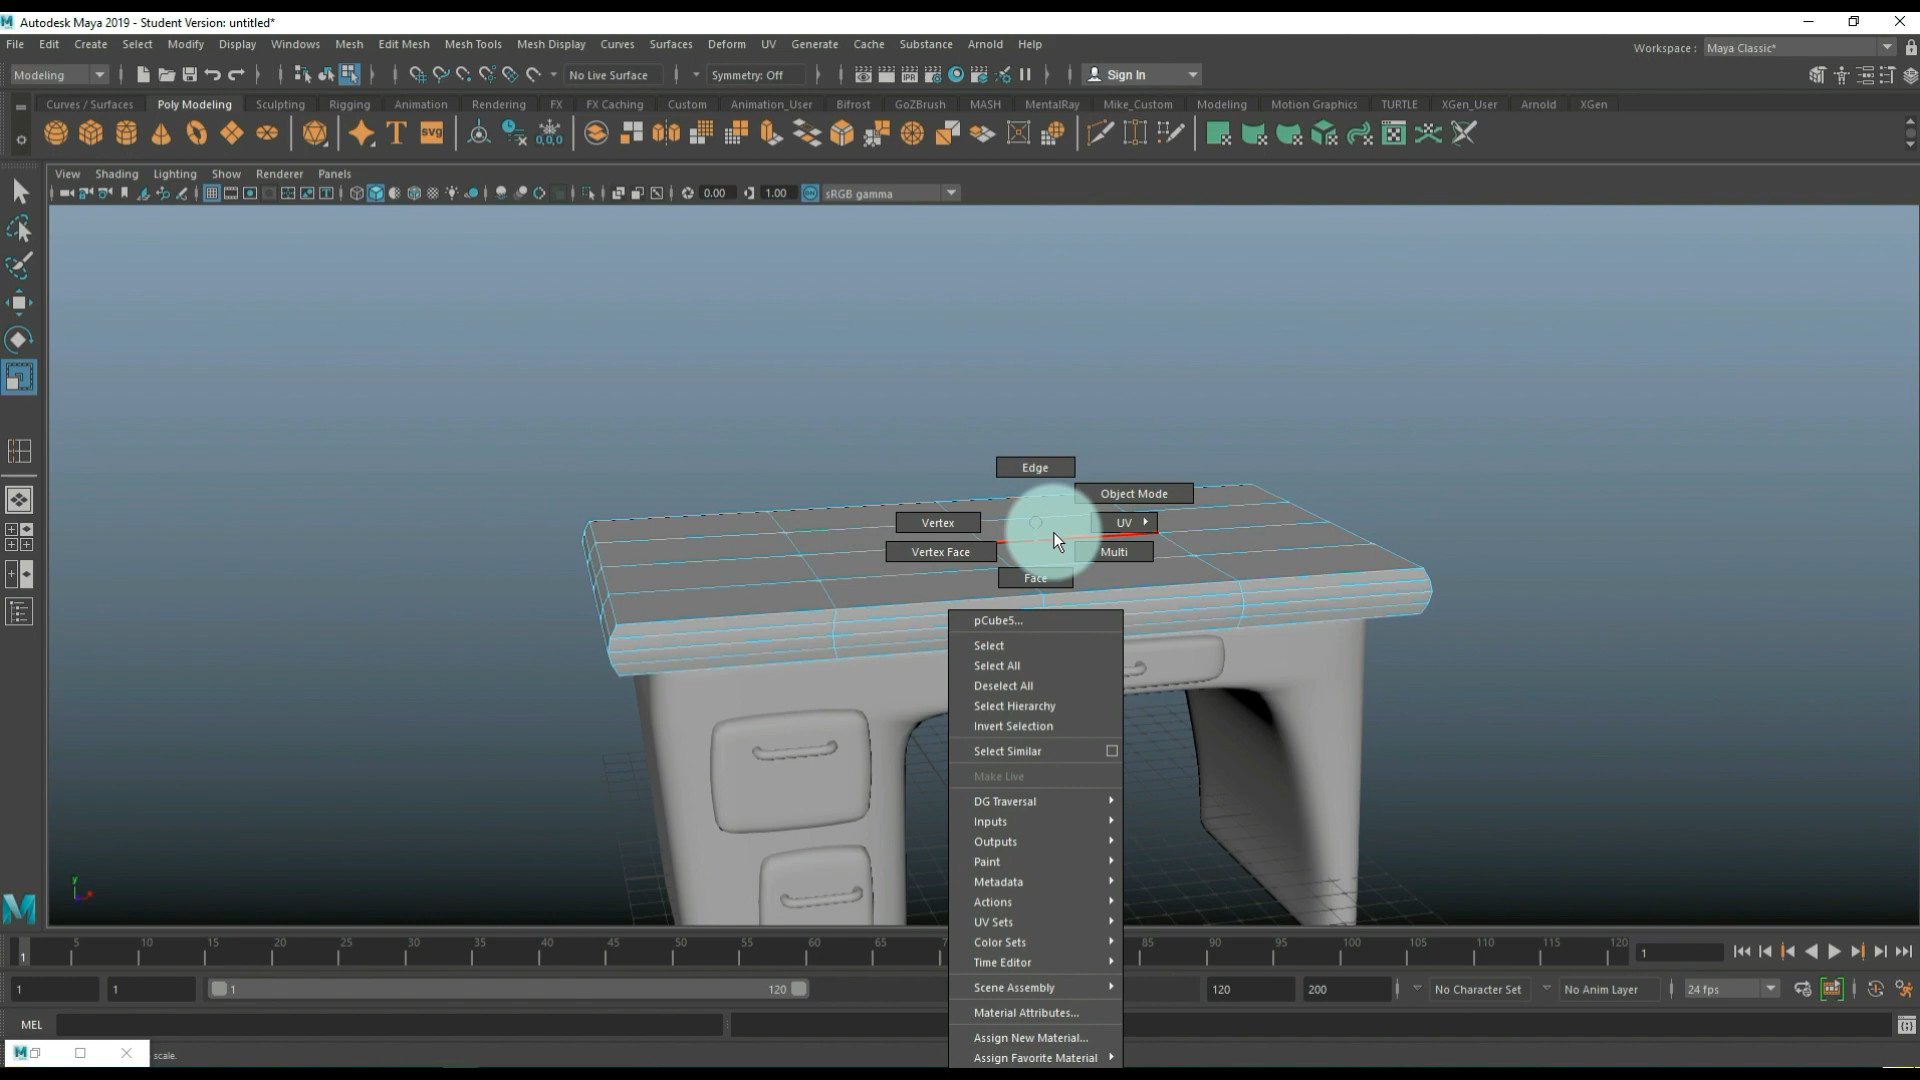 Autodesk Maya 2019 - Student Version: untitled*
File Edit Create Select Modify Display Windows Mesh Edit Mesh Mesh Tools Mesh Display Curves Surfaces Deform UV Generate Cache Substance Arnold Help
Workspace : Maya Classic*
Modeling No Live Surface Symmetry: Off Sign In
Curves / Surfaces Poly Modeling Sculpting Rigging Animation Rendering FX FX Caching Custom Animation_User Bifrost GoZBrush MASH MentalRay Mike_Custom Modeling Motion Graphics TURTLE XGen_User Arnold XGen
View Shading Lighting Show Renderer Panels
0.00 1.00 sRGB gamma
Edge
Object Mode
Vertex UV
Vertex Face Multi
Face
pCube5...
Select
Select All
Deselect All
Select Hierarchy
Invert Selection
Select Similar
Make Live
DG Traversal
Inputs
Outputs
Paint
Metadata
Actions
UV Sets
Color Sets
Time Editor
Scene Assembly
Material Attributes...
Assign New Material...
Assign Favorite Material
y
1 5 10 15 20 25 30 35 40 45 50 55 60 65 7 85 90 95 100 105 110 115 120 1
1 1 1 120 120 200 No Character Set No Anim Layer 24 fps
MEL
scale.